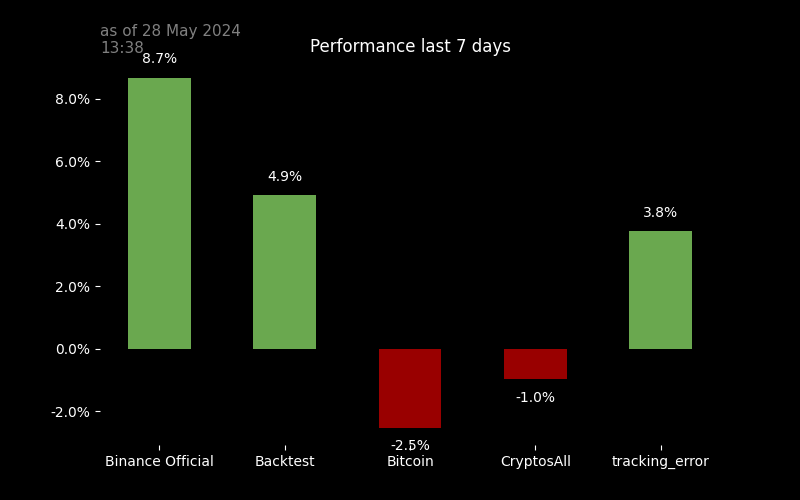 as of 28 May 2024
13:38
Performance last 7 days
8.7%
4.9%
3.8%
-1.0%
-2.5%
8.0%
6.0%
4.0%
2.0%
0.0%
-2.0%
Binance Official
Backtest
Bitcoin
CryptosAll
tracking_error